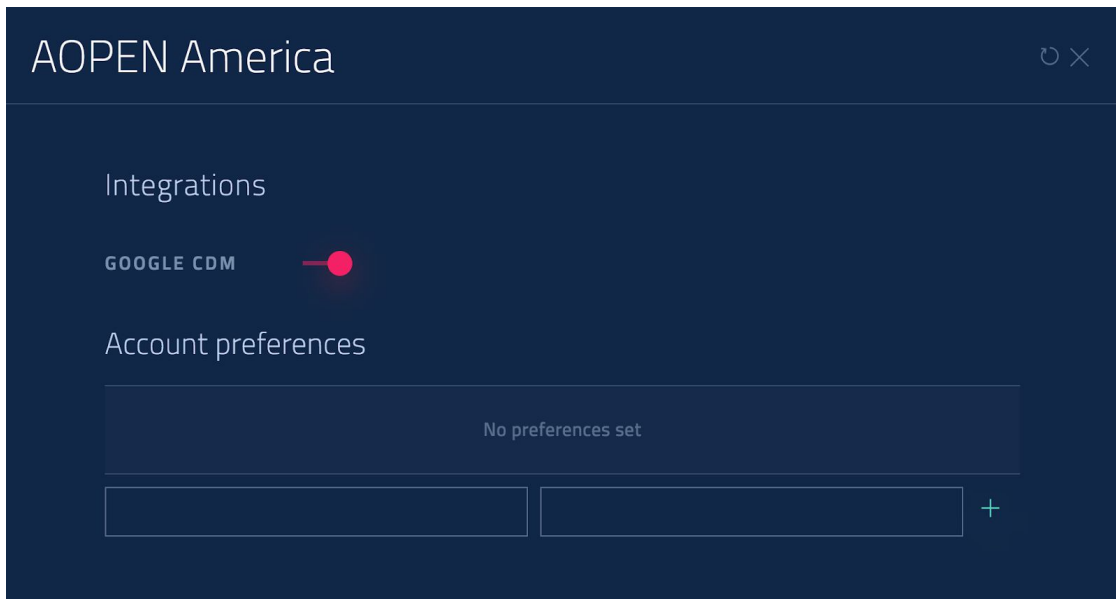 AOPEN America
Integrations
GOOGLE CDM
Account preferences
No preferences set